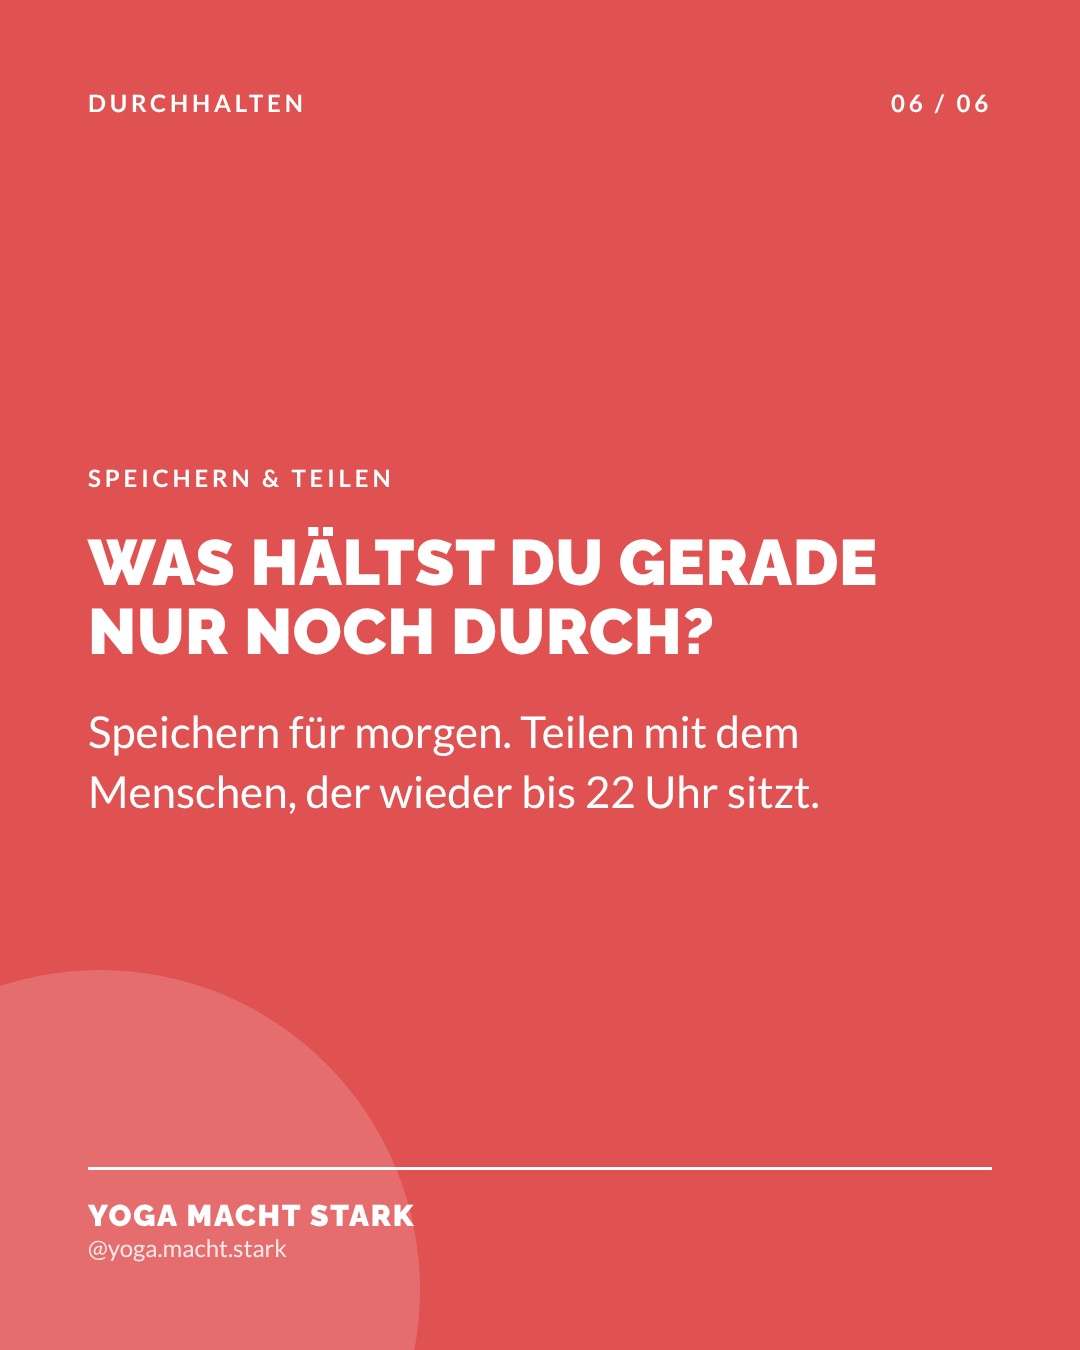 DURCHHALTEN
06 / 06
SPEICHERN & TEILEN
WAS HÄLTST DU GERADE
NUR NOCH DURCH?
Speichern für morgen. Teilen mit dem
Menschen, der wieder bis 22 Uhr sitzt.
YOGA MACHT STARK
@yoga.macht.stark